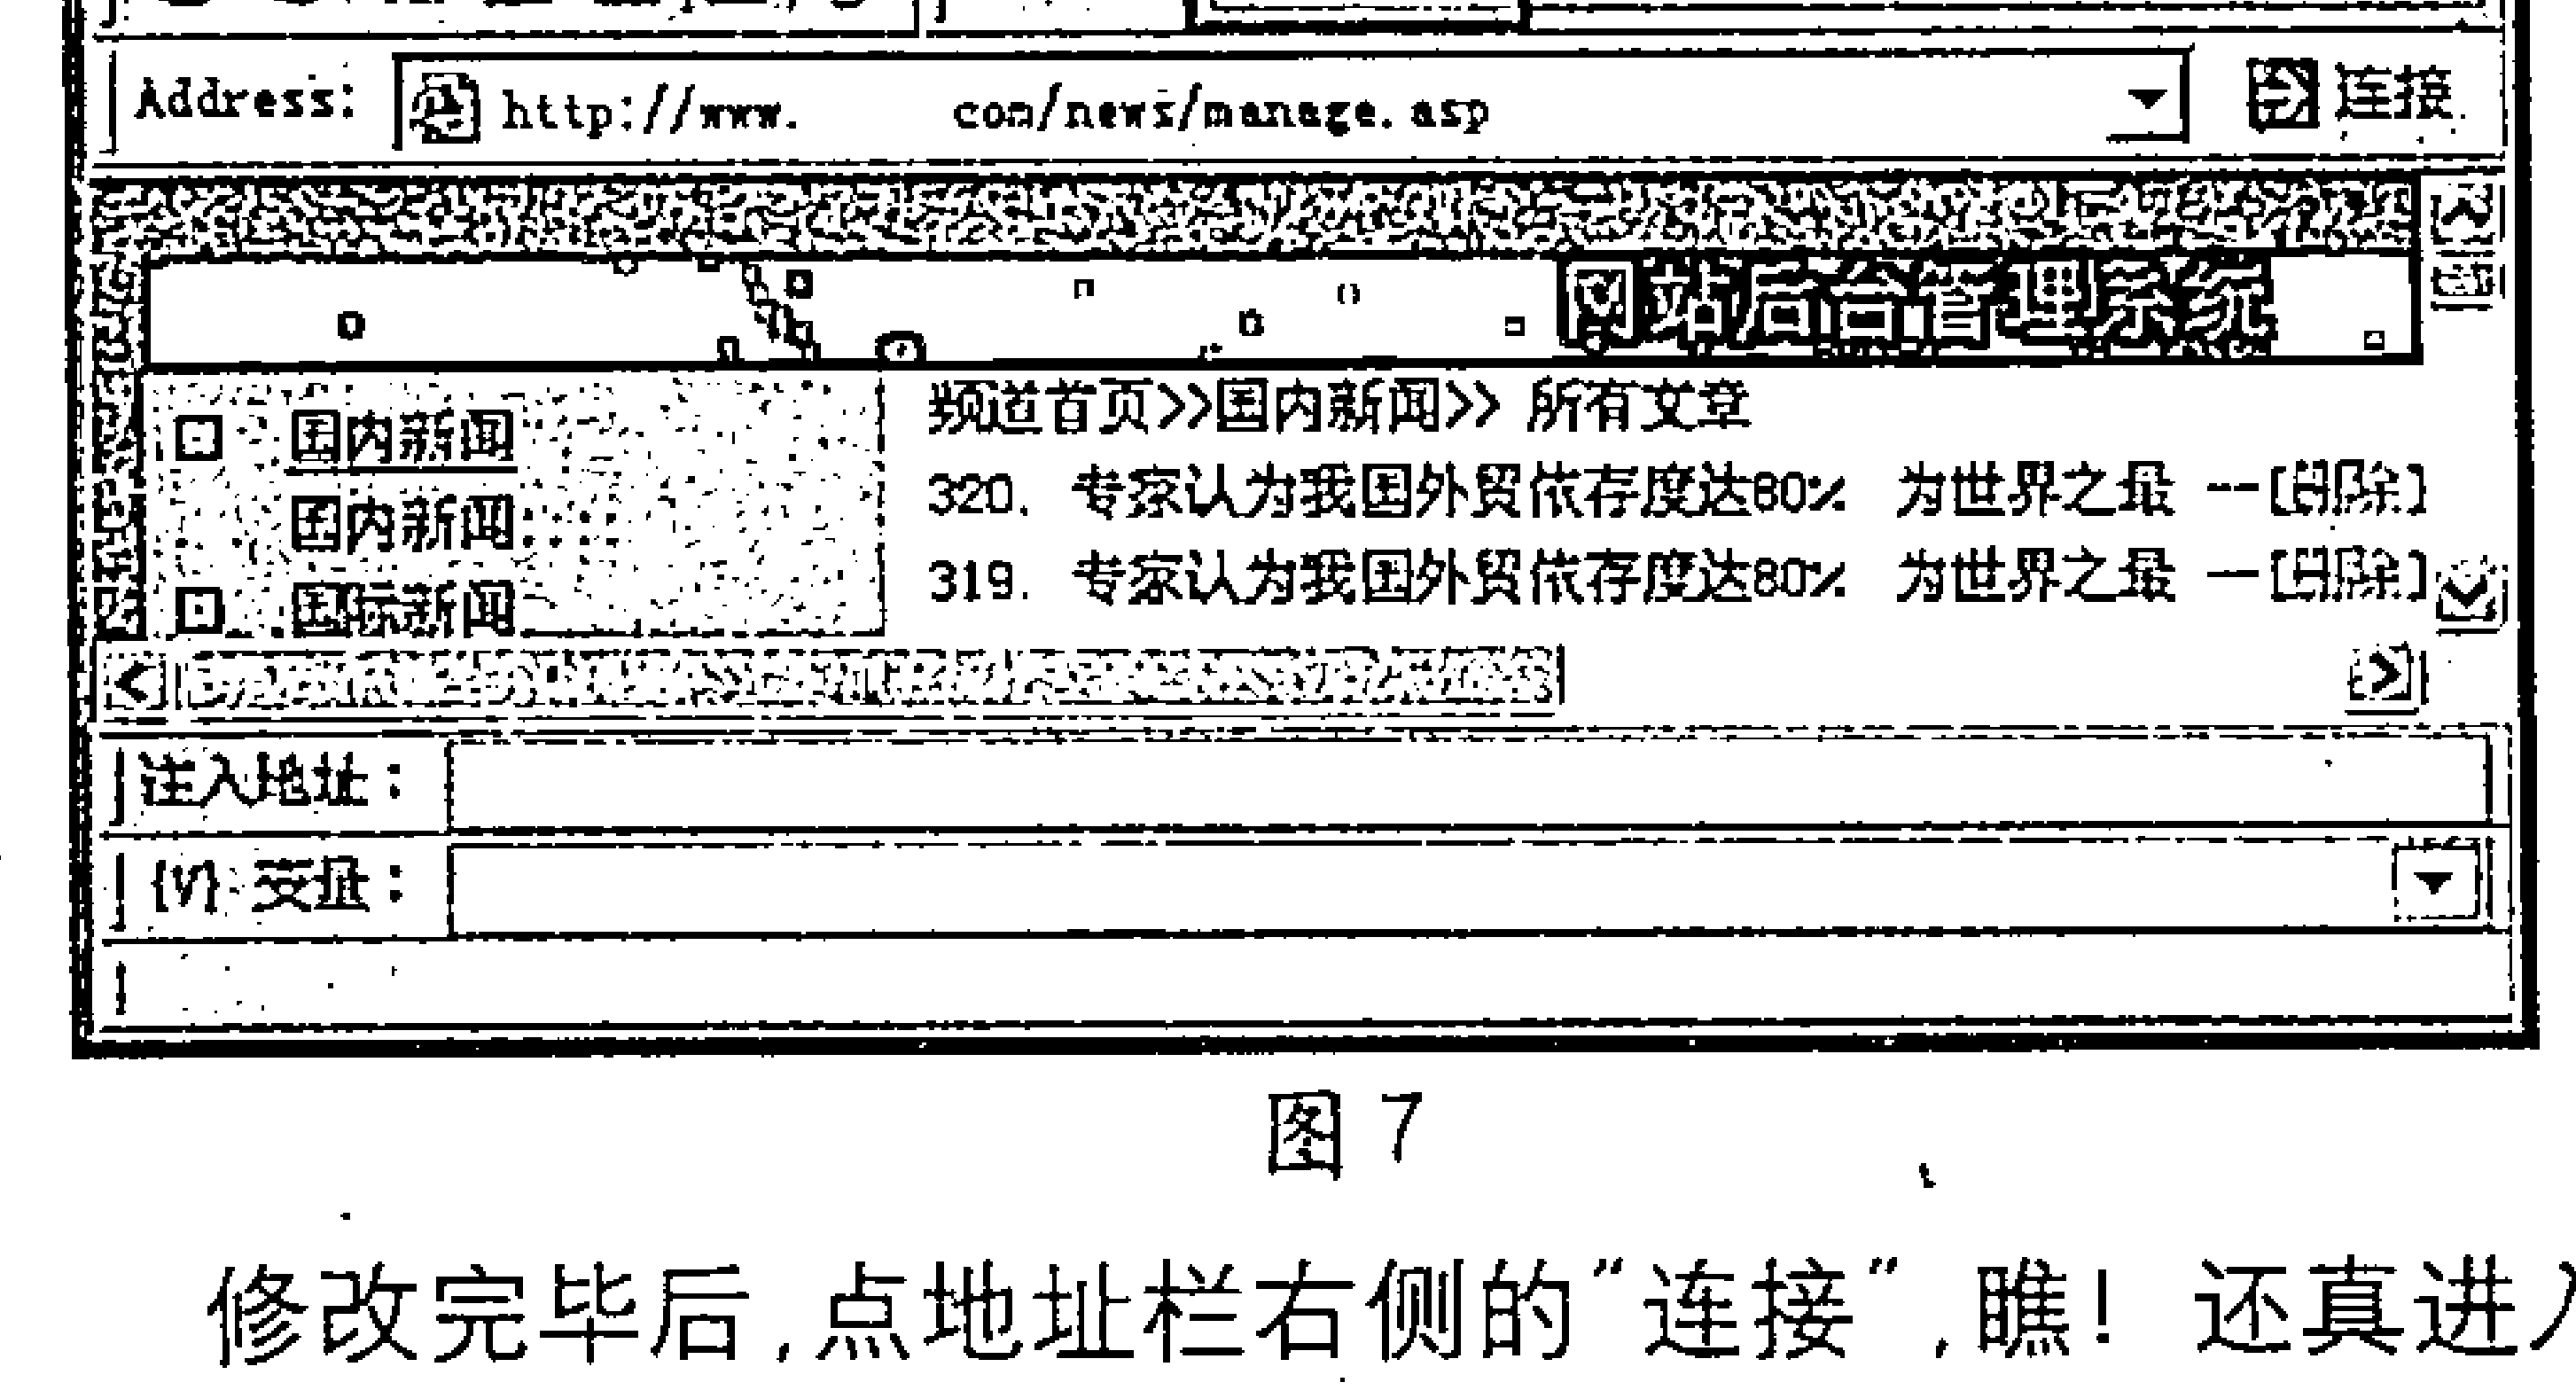 Address: http://www. com/news/manage.asp 连接
网站后台管理系统
频道首页>>国内新闻>> 所有文章
国内新闻
320. 专家认为我国外贸依存度达80% 为世界之最 --[删除]
国内新闻
319. 专家认为我国外贸依存度达80% 为世界之最 --[删除]
国际新闻
注入地址：
{V} 变量：
图 7
修改完毕后,点地址栏右侧的"连接",瞧! 还真进入